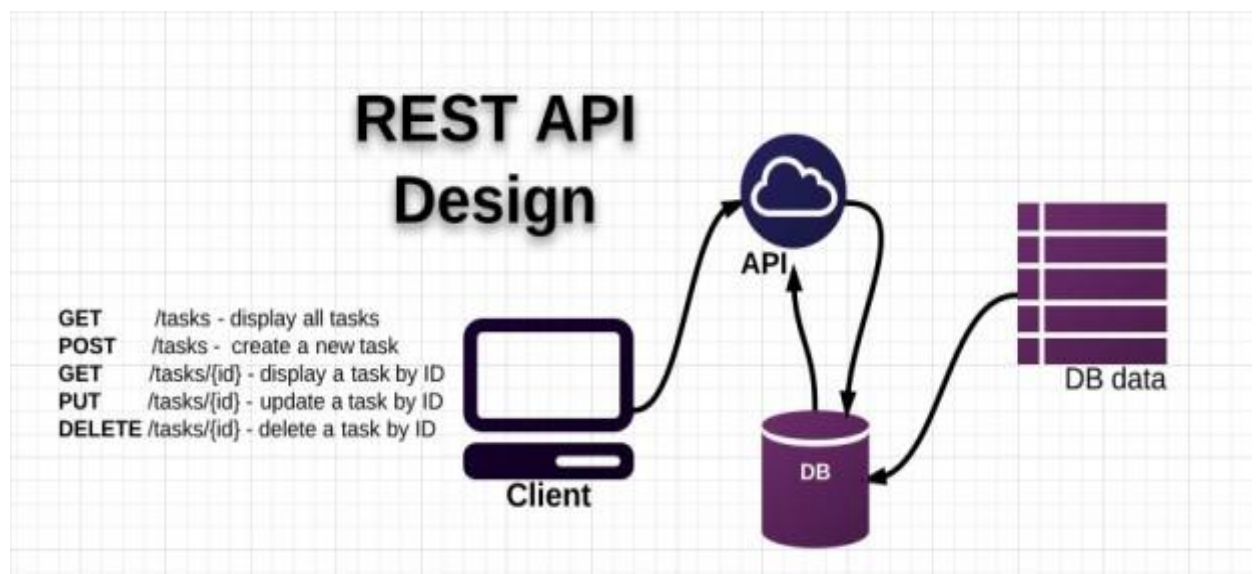 REST API
Design
API
GET /tasks - display all tasks
POST /tasks - create a new task
GET /tasks/{id} - display a task by ID
PUT /tasks/{id} - update a task by ID
DELETE /tasks/{id} - delete a task by ID
Client
DB
DB data